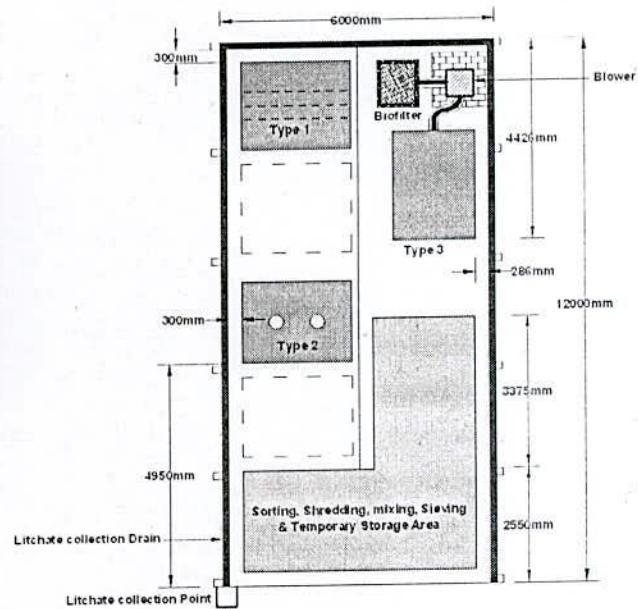 6000mm
300mm
Blower
Biofilter
Type 1
4426mm
Type 3
286mm
12000mm
300mm
Type 2
3375mm
4950mm
Sorting, Shredding, mixing, Sieving
& Temporary Storage Area
2550mm
Litchate collection Drain
Litchate collection Point